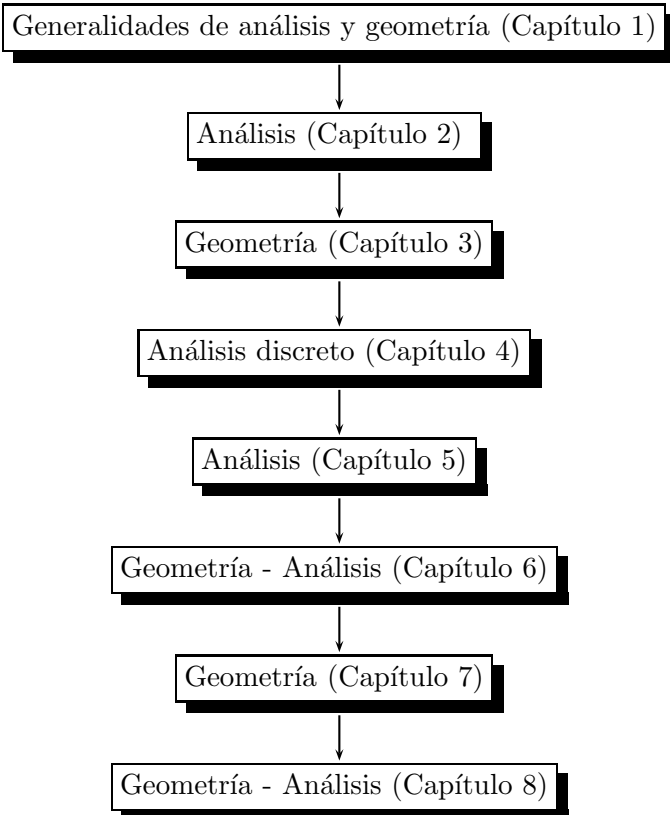 Generalidades de análisis y geometría (Capítulo 1)
Análisis (Capítulo 2)
Geometría (Capítulo 3)
Análisis discreto (Capítulo 4)
Análisis (Capítulo 5)
Geometría - Análisis (Capítulo 6)
Geometría (Capítulo 7)
Geometría - Análisis (Capítulo 8)